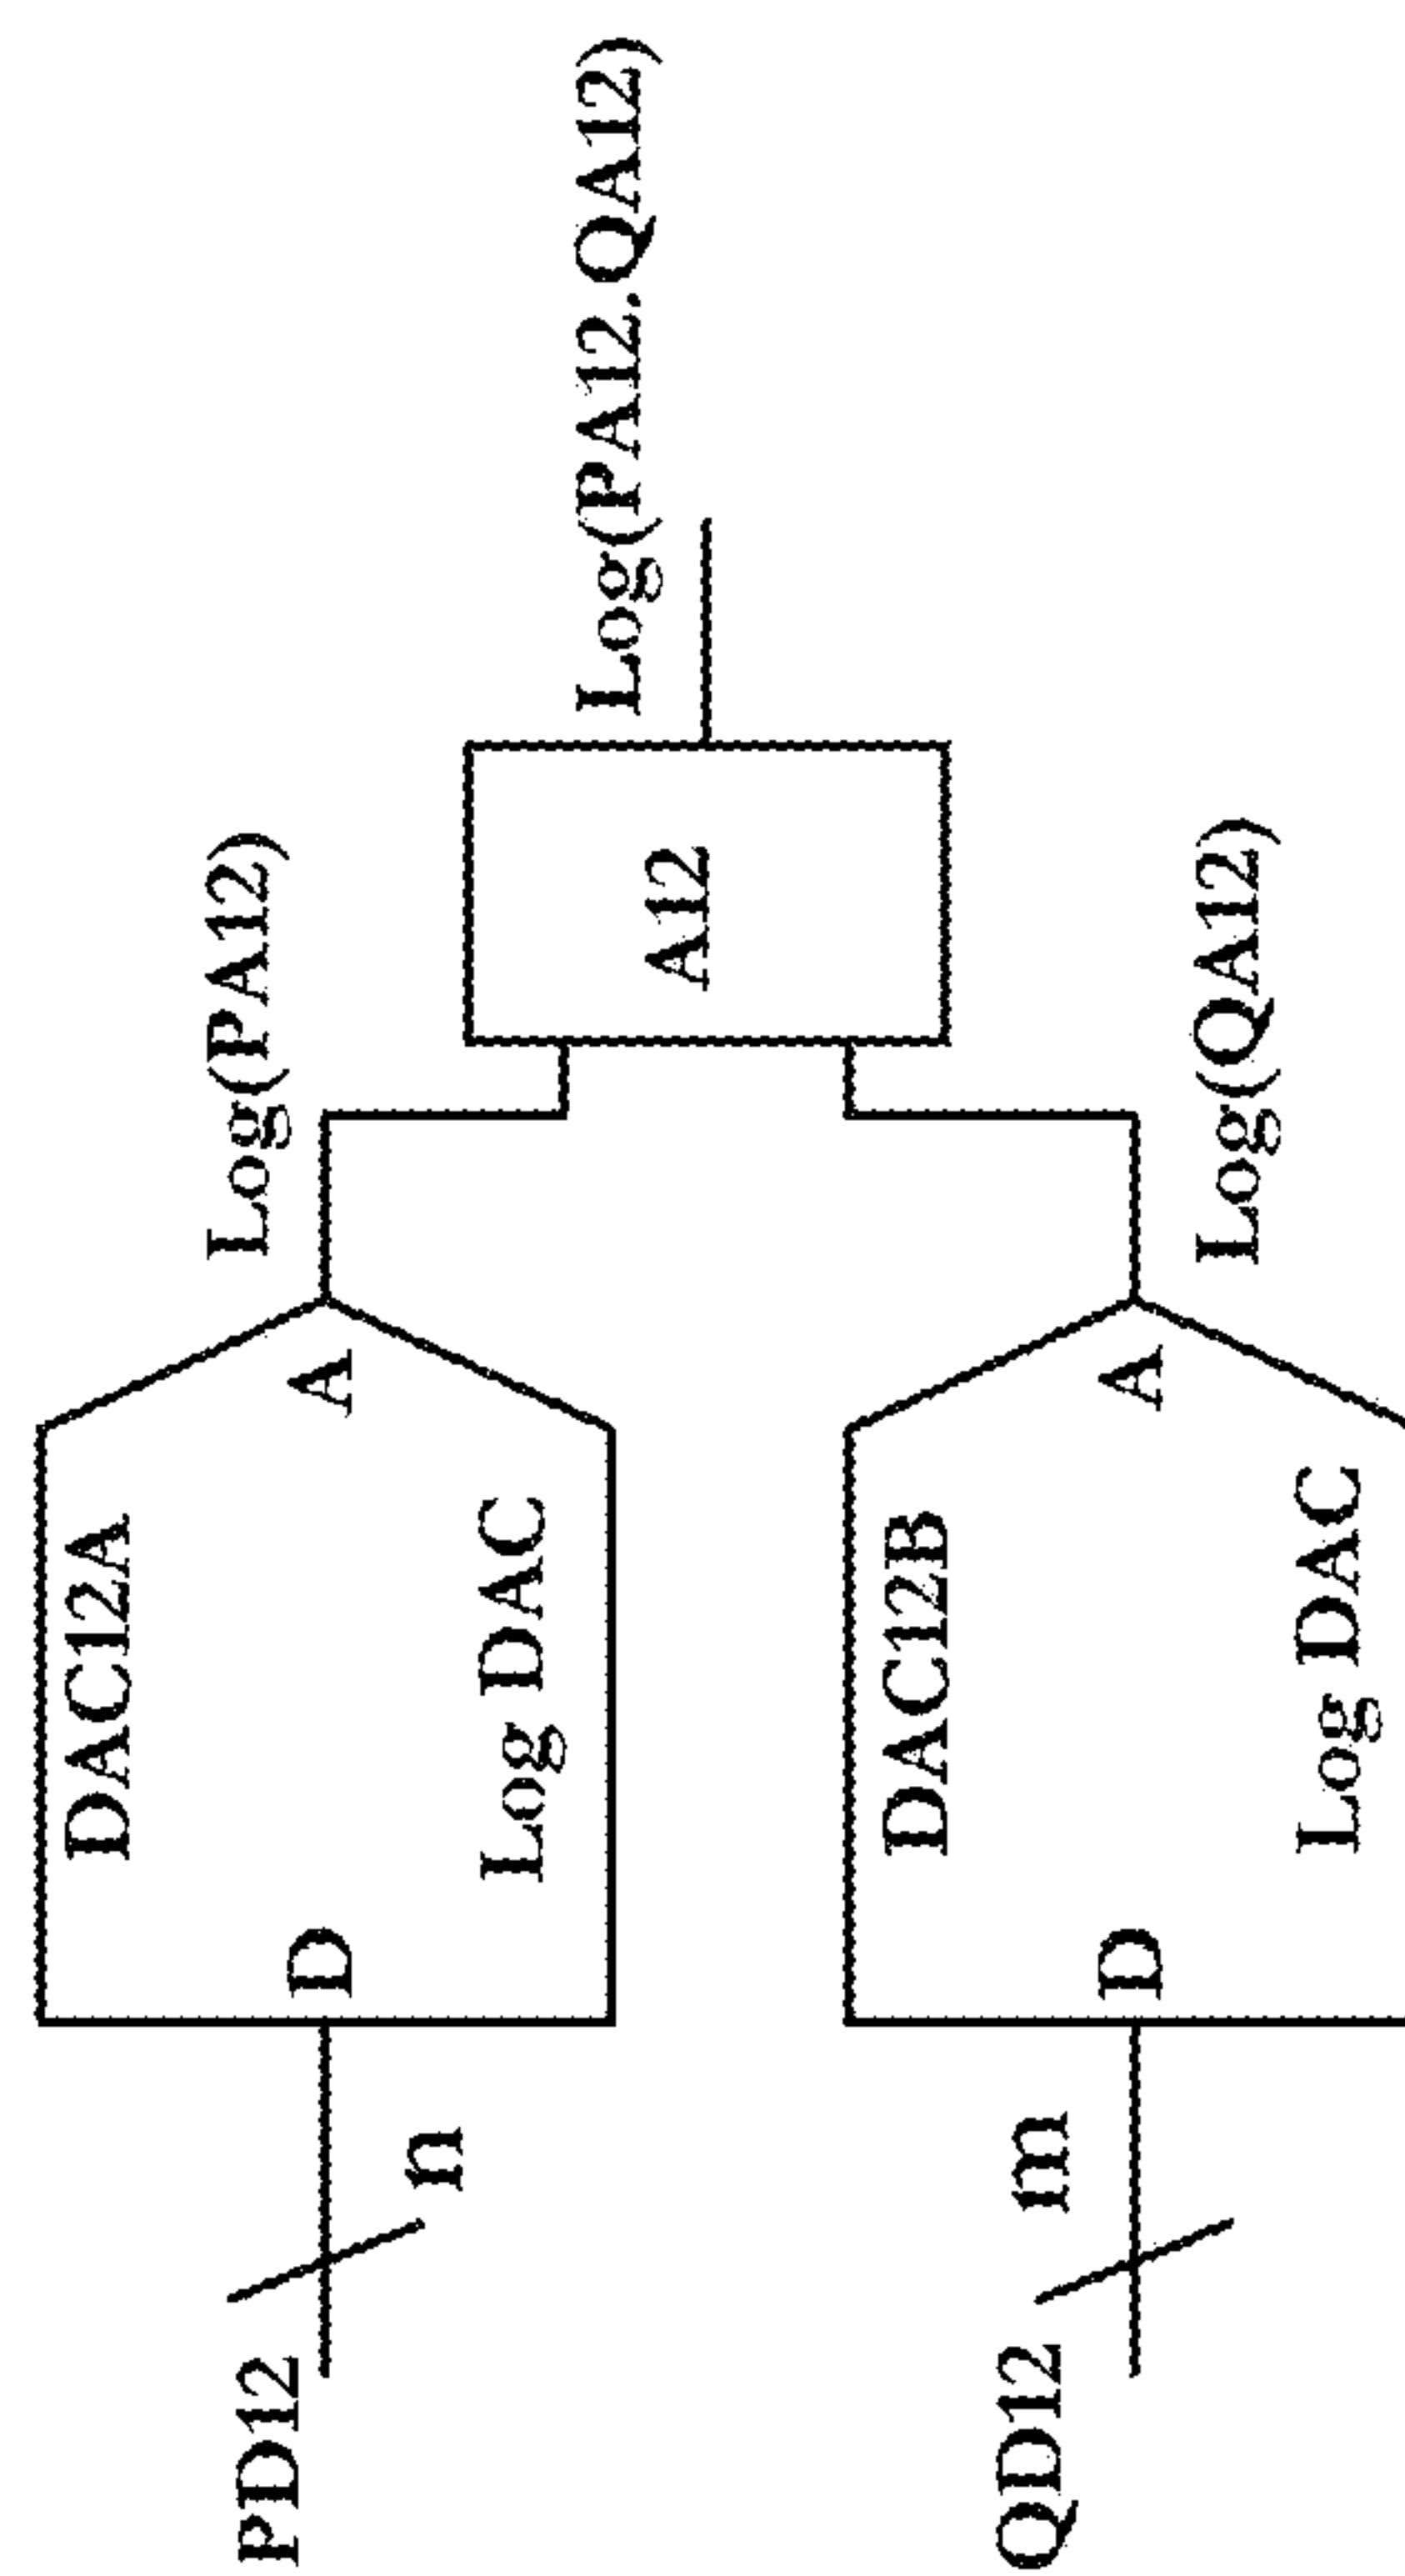 PD12
n
D
DAC12A
Log DAC
A
Log(PA12)
QD12
m
D
DAC12B
Log DAC
A
Log(QA12)
A12
Log(PA12.QA12)